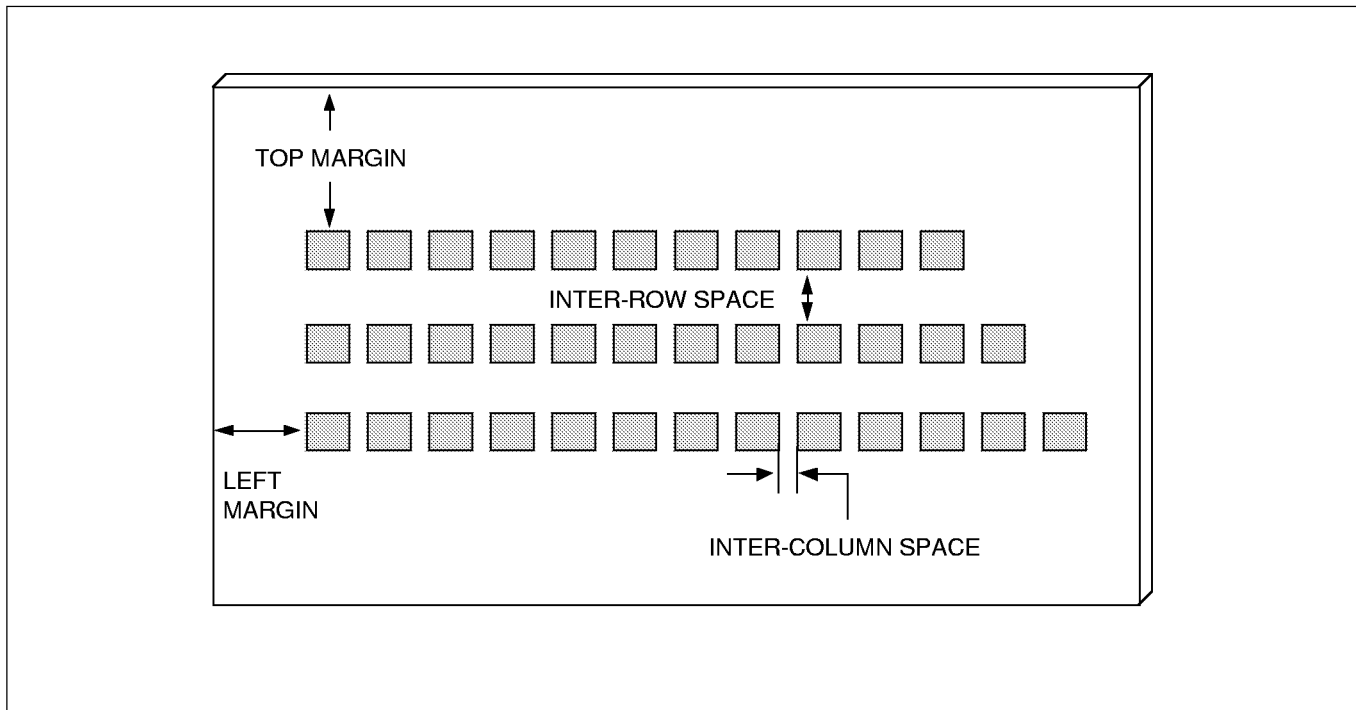 TOP MARGIN
INTER-ROW SPACE
LEFT
MARGIN
INTER-COLUMN SPACE